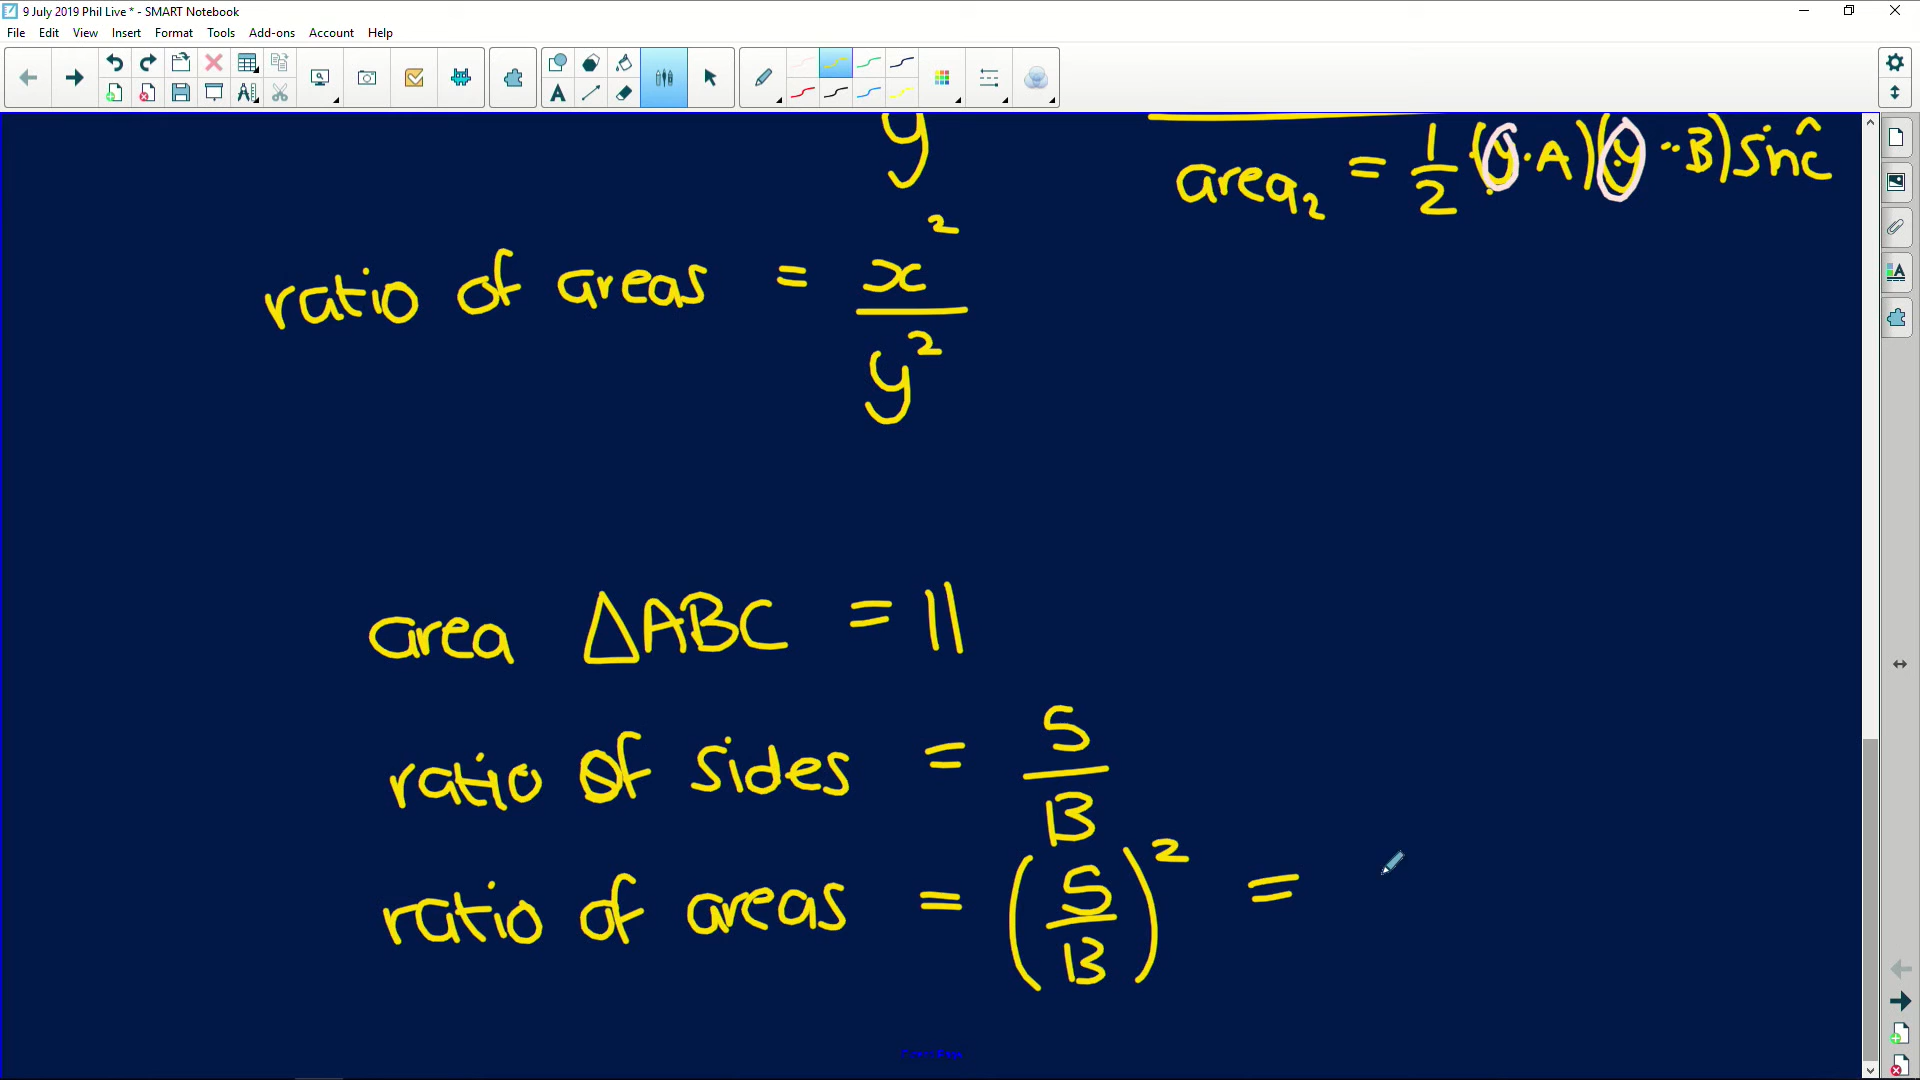 9 July 2019 Phil Live * - SMART Notebook
File Edit View Insert Format Tools Add-ons Account Help
y
area₂ = 1/2 (y·A)(y··B) Sin ĉ
ratio of areas = x²/y²
area ΔABC = 11
ratio of sides = 5/13
ratio of areas = (5/13)² =